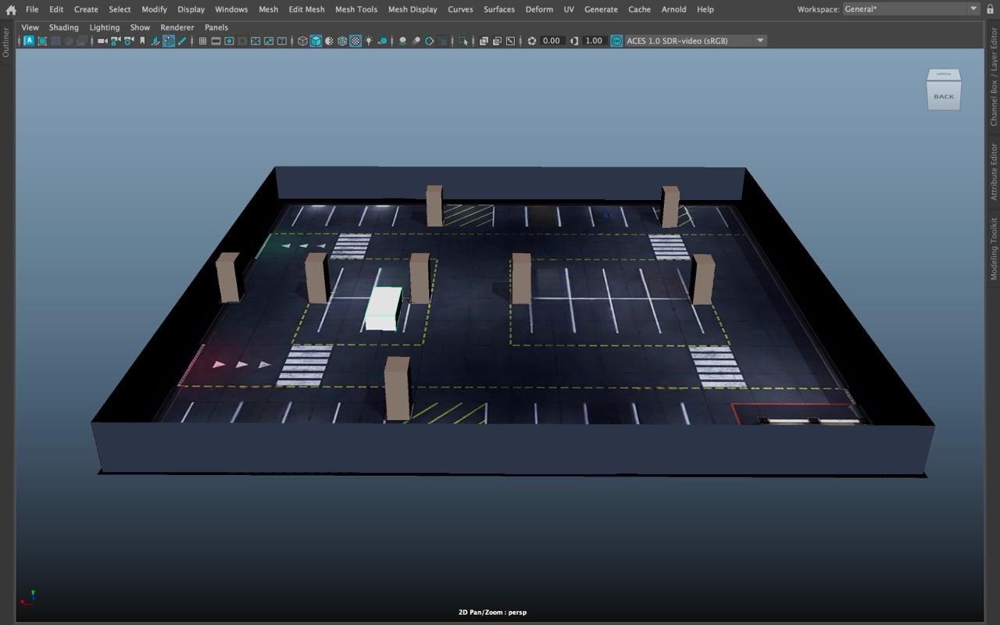 File Edit Create Select Modify Display Windows Mesh Edit Mesh Mesh Tools Mesh Display Curves Surfaces Deform UV Generate Cache Arnold Help Workspace: General*
View Shading Lighting Show Renderer Panels
0.00 1.00 ON ACES 1.0 SDR-video (sRGB)
Outliner
Channel Box / Layer Editor
Attribute Editor
Modeling Toolkit
BACK
y
x
2D Pan/Zoom : persp